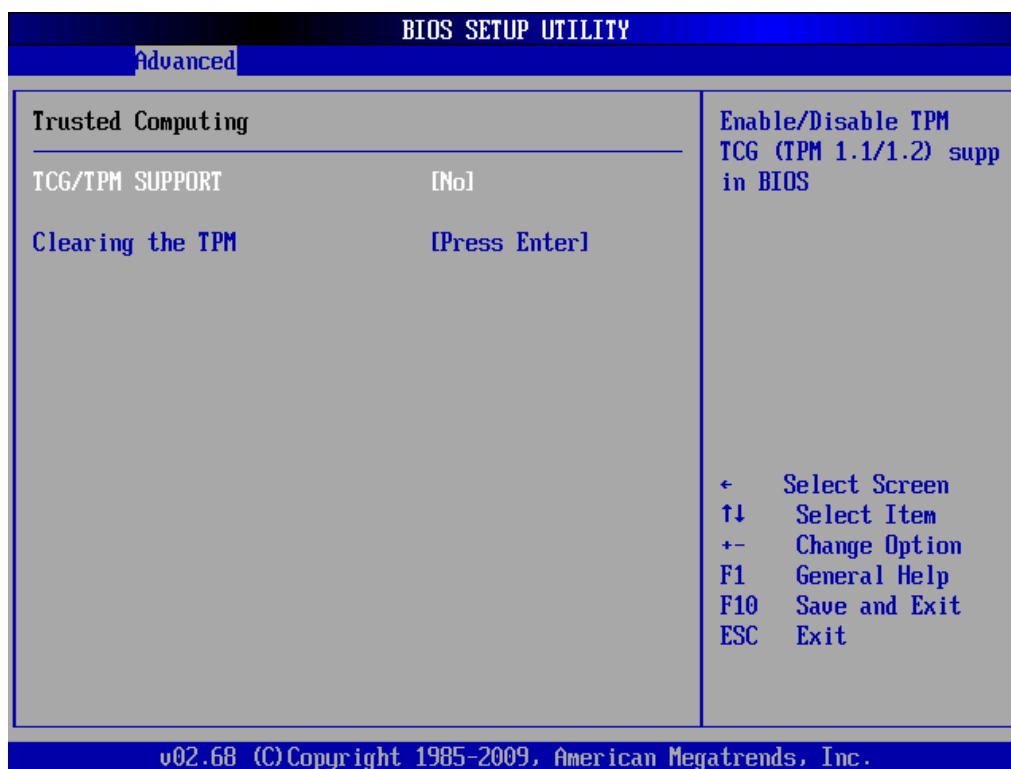 BIOS SETUP UTILITY
Advanced
Trusted Computing
TCG/TPM SUPPORT [No]
Clearing the TPM [Press Enter]
Enable/Disable TPM
TCG (TPM 1.1/1.2) supp
in BIOS
← Select Screen
↑↓ Select Item
+- Change Option
F1 General Help
F10 Save and Exit
ESC Exit
v02.68 (C)Copyright 1985-2009, American Megatrends, Inc.